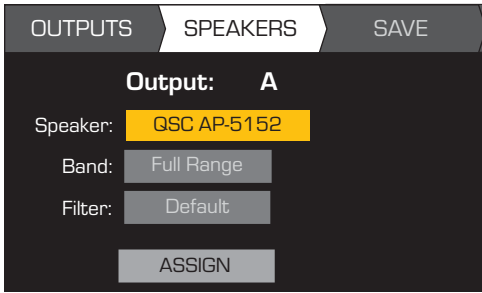 OUTPUTS SPEAKERS SAVE
Output: A
Speaker: QSC AP-5152
Band: Full Range
Filter: Default
ASSIGN